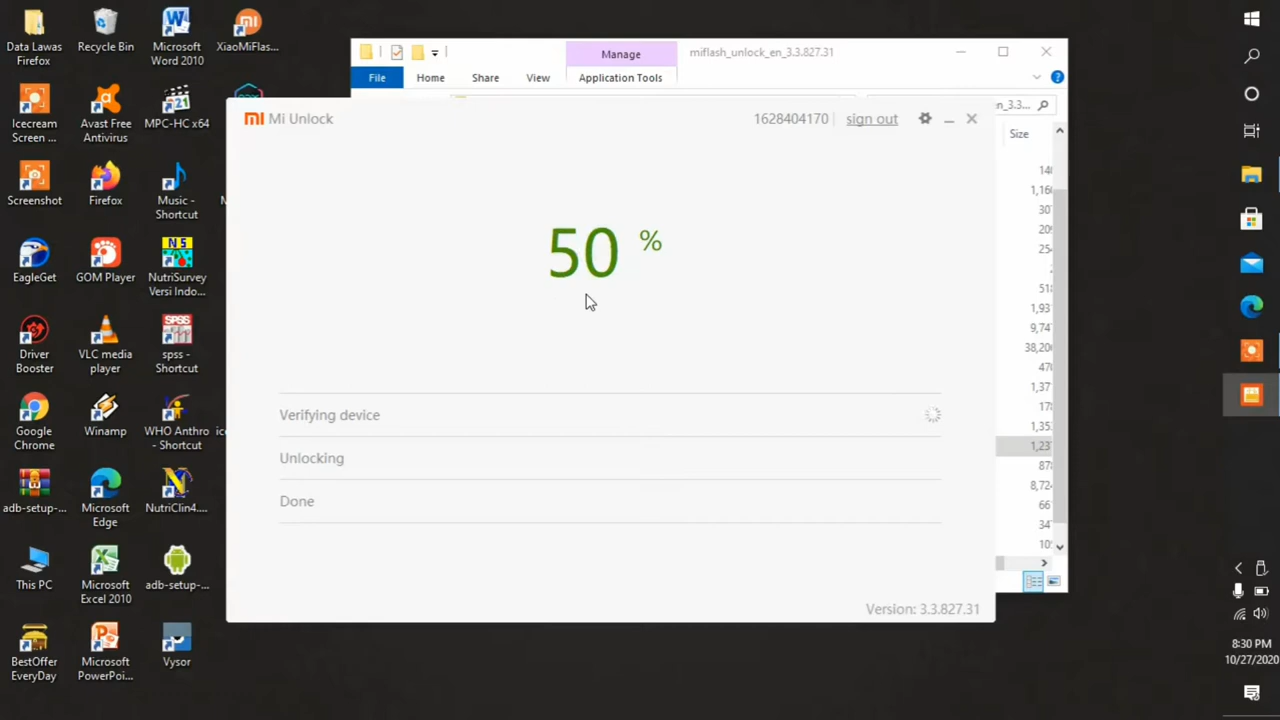 Data Lawas
Firefox
Recycle Bin
Microsoft
Word 2010
XiaoMiFlas...
Icecream
Screen ...
Avast Free
Antivirus
MPC-HC x64
Screenshot
Firefox
Music -
Shortcut
EagleGet
GOM Player
NutriSurvey
Versi Indo...
Driver
Booster
VLC media
player
spss -
Shortcut
Google
Chrome
Winamp
WHO Anthro
- Shortcut
adb-setup-...
Microsoft
Edge
NutriClin4....
This PC
Microsoft
Excel 2010
adb-setup-...
BestOffer
EveryDay
Microsoft
PowerPoi...
Vysor
Manage
miflash_unlock_en_3.3.827.31
File
Home
Share
View
Application Tools
en_3.3...
Size
Mi Unlock
1628404170
sign out
50 %
Verifying device
Unlocking
Done
Version: 3.3.827.31
8:30 PM
10/27/2020